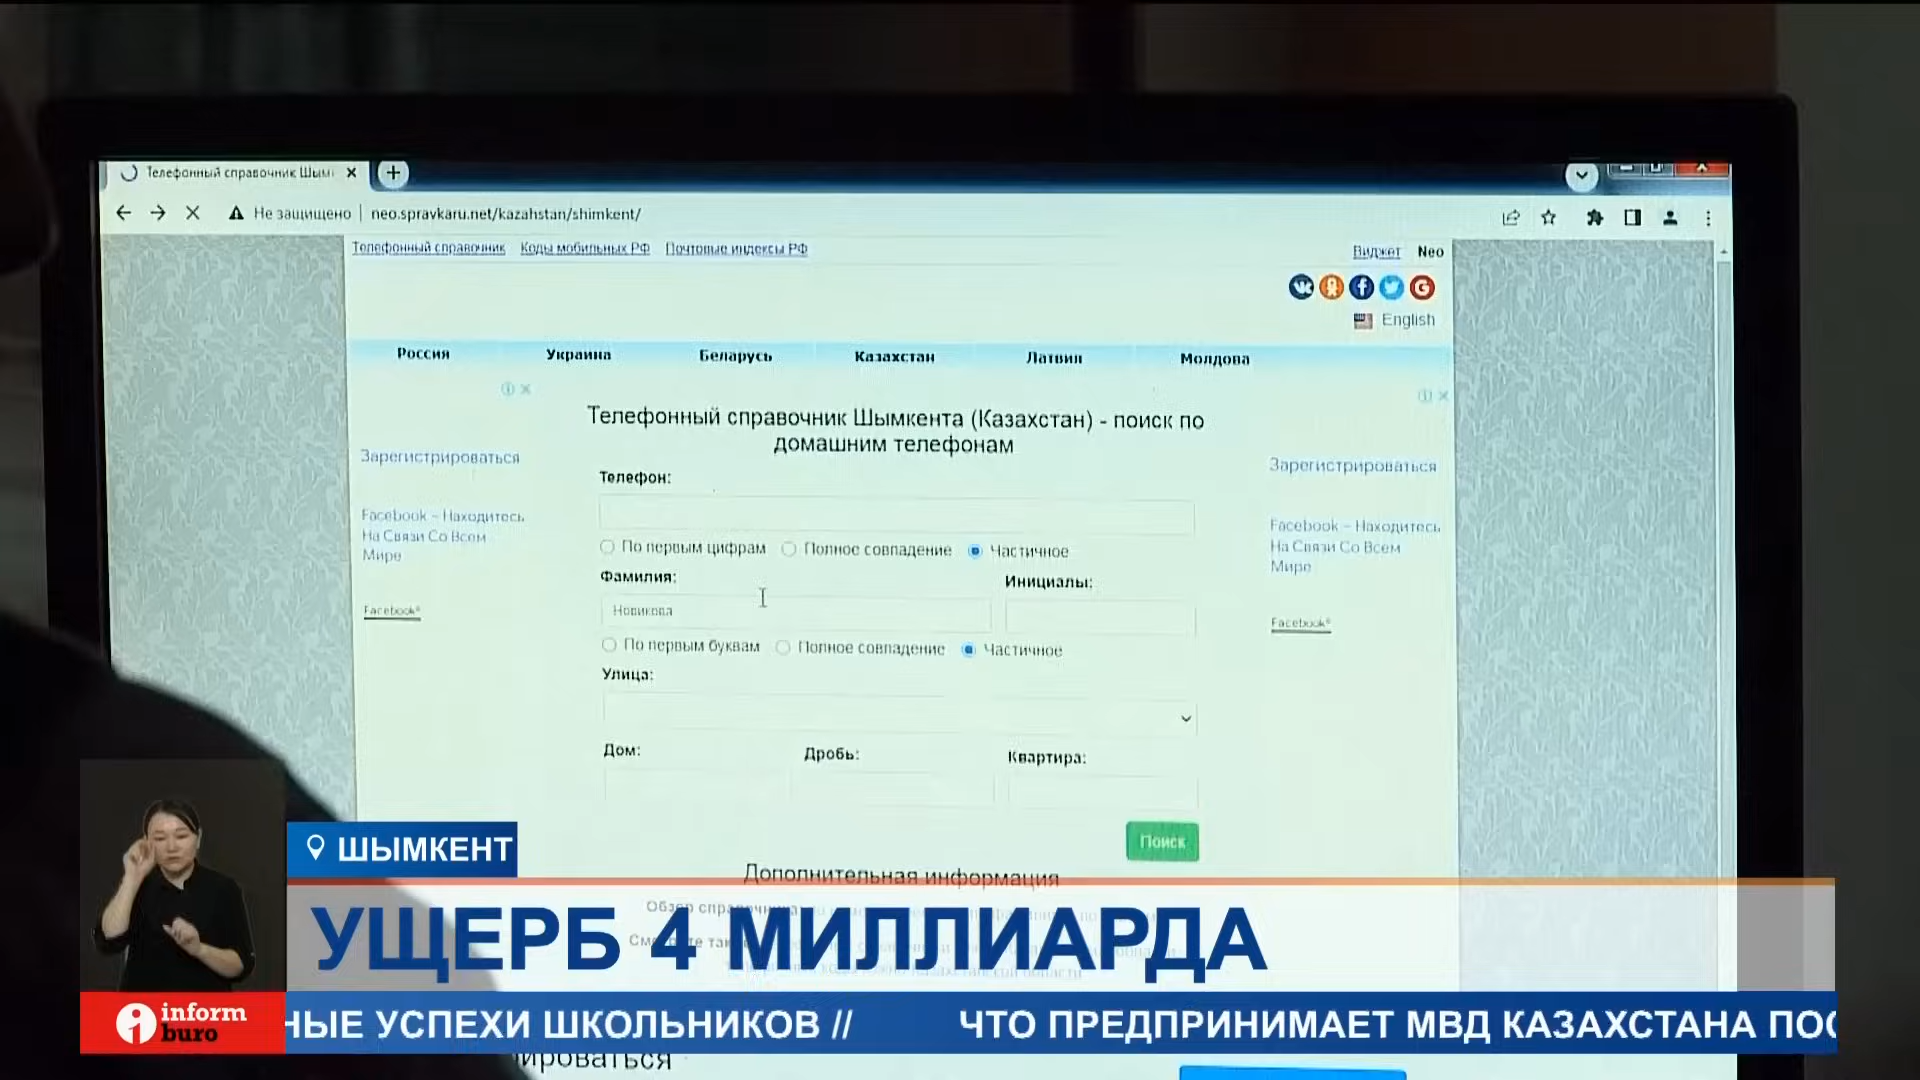 Телефонный справочник Шым
Не защищено neo.spravkaru.net/kazahstan/shimkent/
Телефонный справочник Коды мобильных РФ Почтовые индексы РФ
Виджет Neo
English
Россия Украина Беларусь Казахстан Латвия Молдова
Телефонный справочник Шымкента (Казахстан) - поиск по
домашним телефонам
Зарегистрироваться
Facebook – Находитесь
На Связи Со Всем
Мире
Facebook®
Телефон:
По первым цифрам Полное совпадение Частичное
Фамилия: Инициалы:
Новикова
По первым буквам Полное совпадение Частичное
Улица:
Дом: Дробь: Квартира:
Поиск
Зарегистрироваться
Facebook – Находитесь
На Связи Со Всем
Мире
Facebook®
Дополнительная информация
Обзор справочника
ШЫМКЕНТ
УЩЕРБ 4 МИЛЛИАРДА
inform
buro
НЫЕ УСПЕХИ ШКОЛЬНИКОВ // ЧТО ПРЕДПРИНИМАЕТ МВД КАЗАХСТАНА ПОС
ироваться